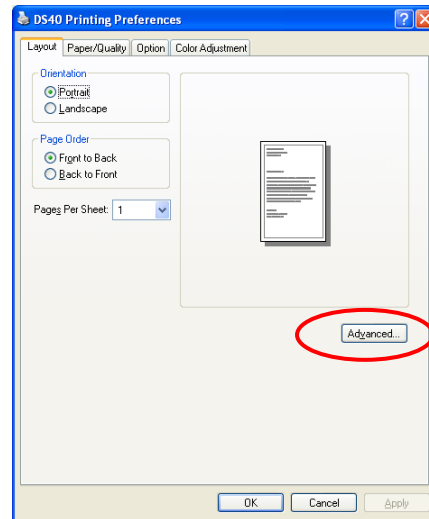 DS40 Printing Preferences
Layout Paper/Quality Option Color Adjustment
Orientation
Portrait
Landscape
Page Order
Front to Back
Back to Front
Pages Per Sheet: 1
Advanced...
OK Cancel Apply